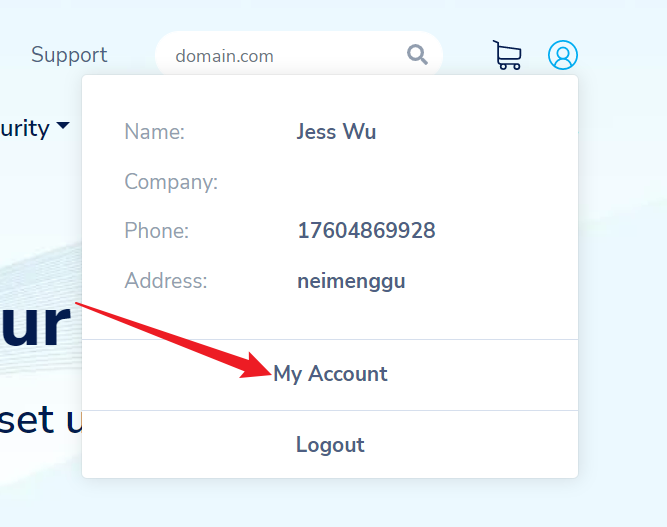 Support
domain.com
urity
Name: Jess Wu
Company:
Phone: 17604869928
Address: neimenggu
ur
My Account
set u
Logout